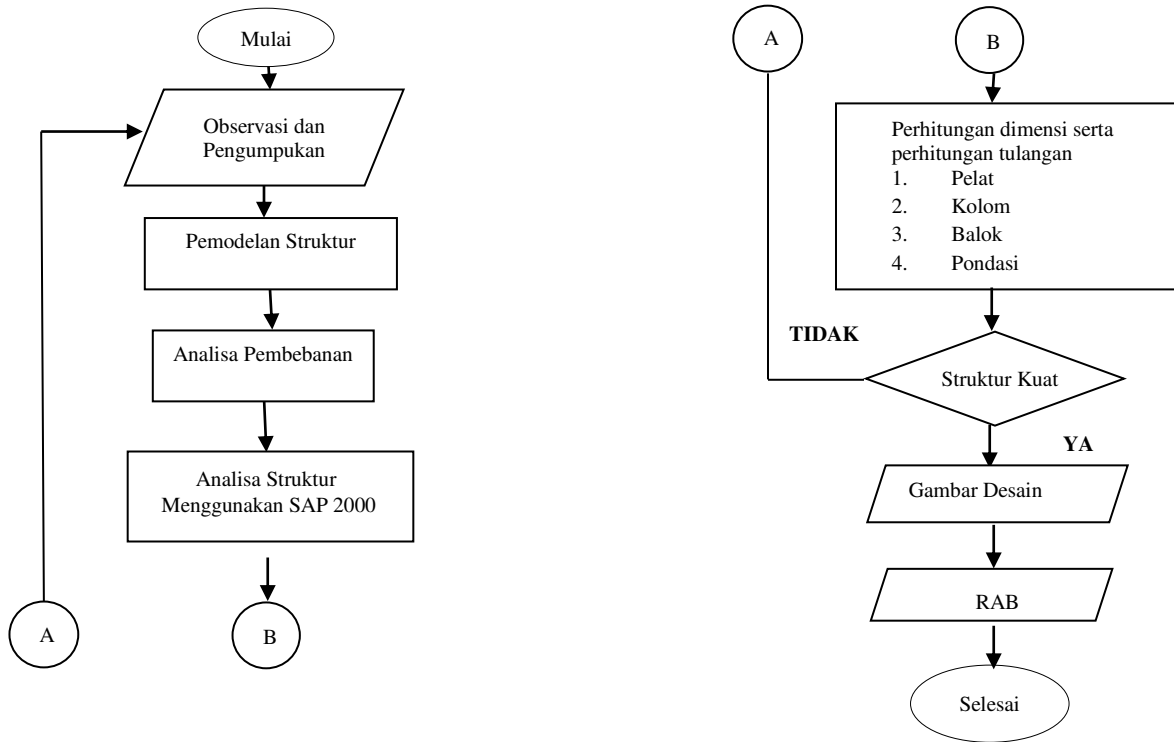 Mulai
Observasi dan
Pengumpukan
Pemodelan Struktur
Analisa Pembebanan
Analisa Struktur
Menggunakan SAP 2000
A
B
A
B
Perhitungan dimensi serta
perhitungan tulangan
1. Pelat
2. Kolom
3. Balok
4. Pondasi
TIDAK
Struktur Kuat
YA
Gambar Desain
RAB
Selesai